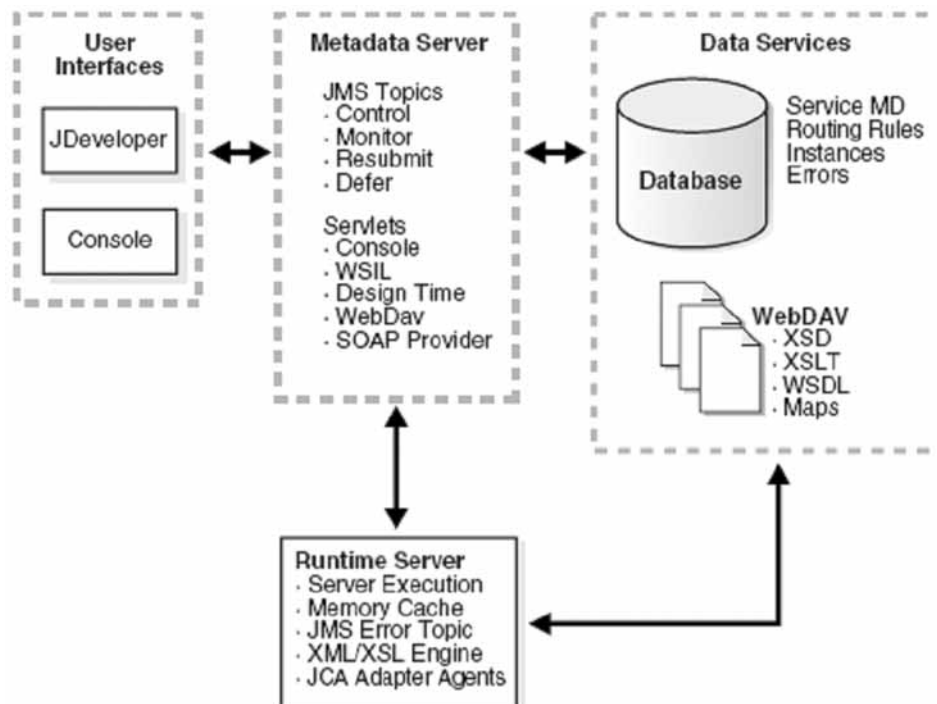 User
Interfaces
JDeveloper
Console
Metadata Server
JMS Topics
· Control
· Monitor
· Resubmit
· Defer
Servlets
· Console
· WSIL
· Design Time
· WebDav
· SOAP Provider
Data Services
Database
Service MD
Routing Rules
Instances
Errors
WebDAV
· XSD
· XSLT
· WSDL
· Maps
Runtime Server
· Server Execution
· Memory Cache
· JMS Error Topic
· XML/XSL Engine
· JCA Adapter Agents